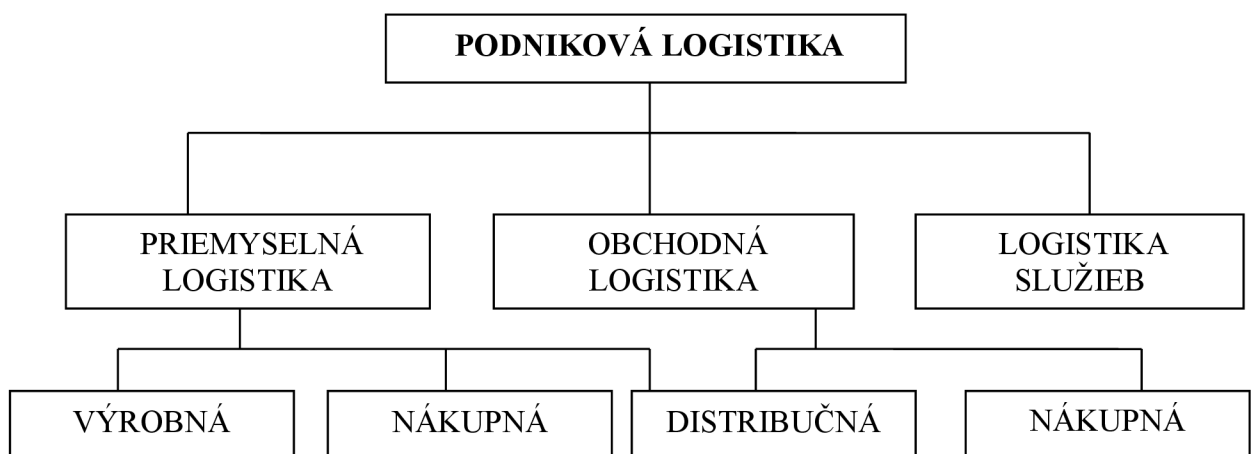 PODNIKOVÁ LOGISTIKA
PRIEMYSELNÁ
LOGISTIKA
OBCHODNÁ
LOGISTIKA
LOGISTIKA
SLUŽIEB
VÝROBNÁ
NÁKUPNÁ
DISTRIBUČNÁ
NÁKUPNÁ